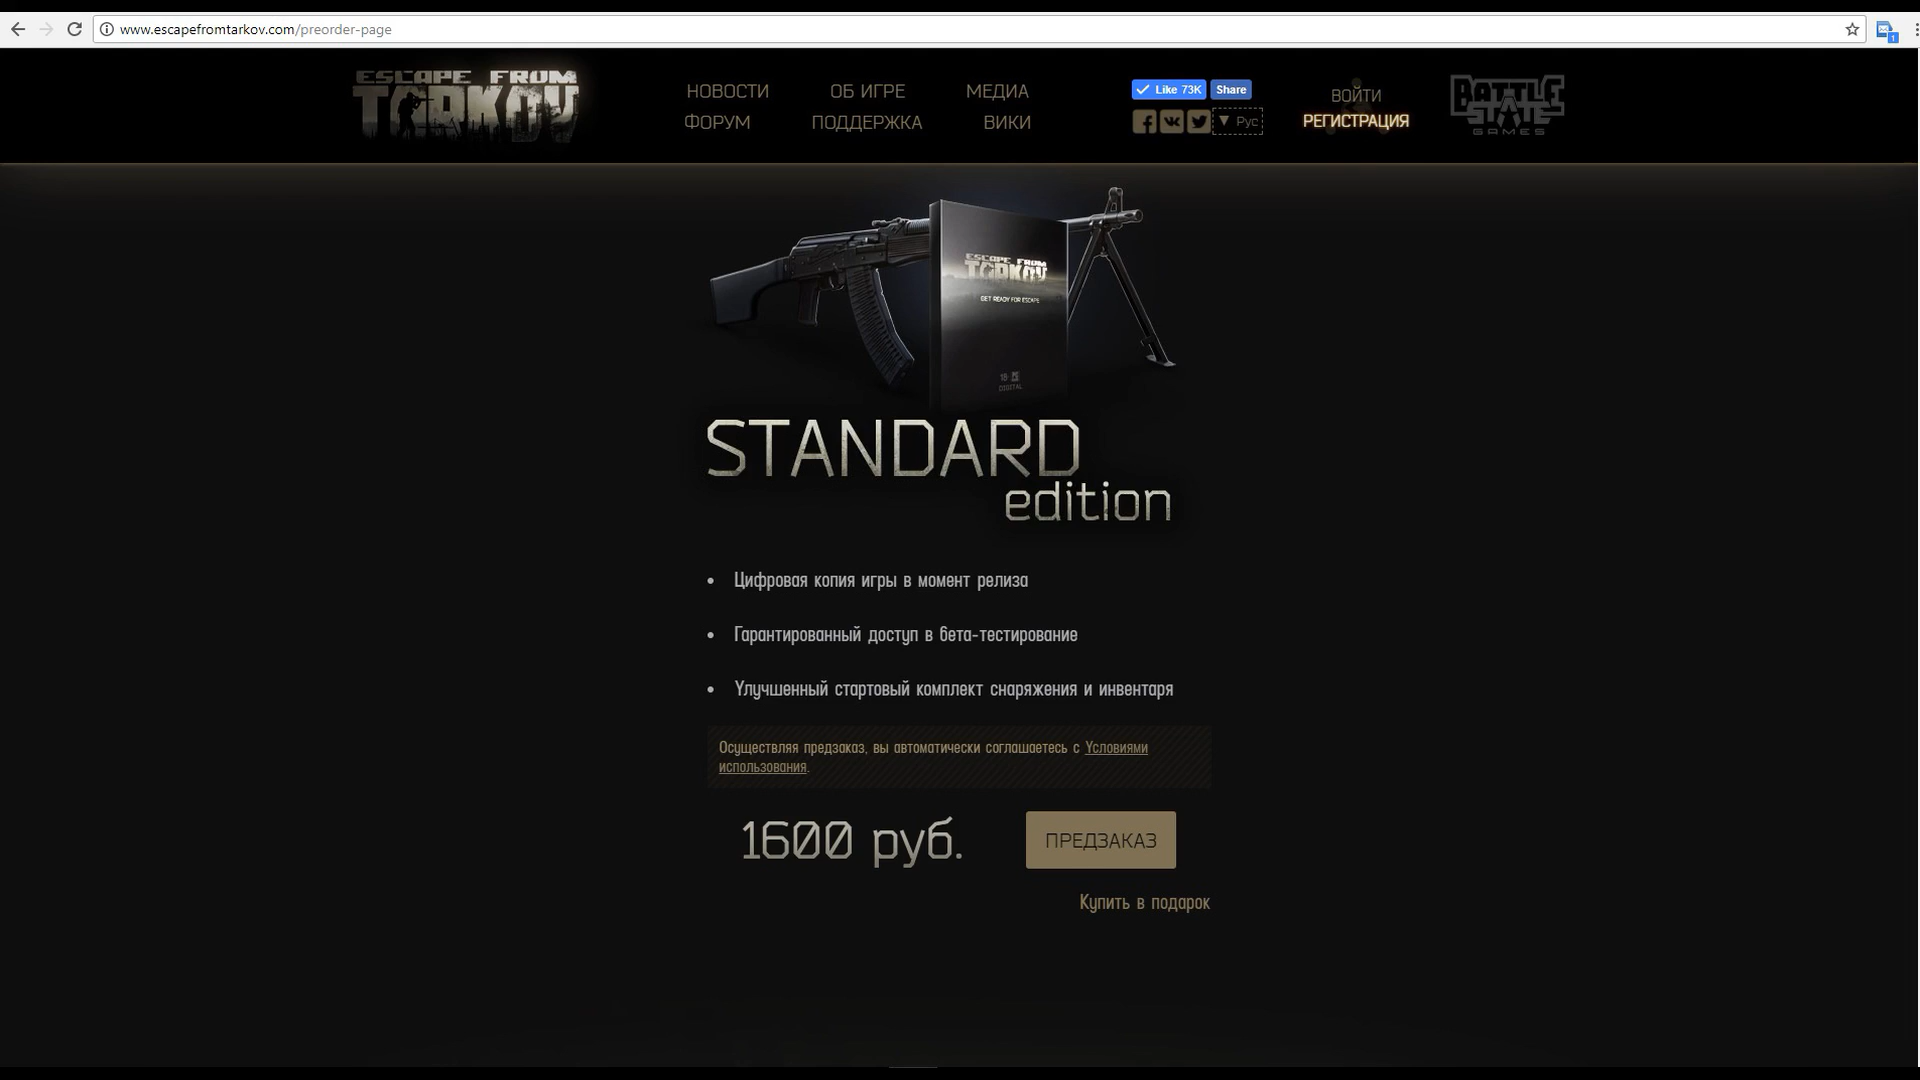 www.escapefromtarkov.com/preorder-page
ESCAPE FROM
TARKOV
НОВОСТИ ОБ ИГРЕ МЕДИА
ФОРУМ ПОДДЕРЖКА ВИКИ
Like 73K Share
Рус
ВОЙТИ
РЕГИСТРАЦИЯ
BATTLE
STATE
GAMES
ESCAPE FROM
TARKOV
GET READY FOR ESCAPE
18
DIGITAL
STANDARD
edition
• Цифровая копия игры в момент релиза
• Гарантированный доступ в бета-тестирование
• Улучшенный стартовый комплект снаряжения и инвентаря
Осуществляя предзаказ, вы автоматически соглашаетесь с Условиями
использования.
1600 руб. ПРЕДЗАКАЗ
Купить в подарок
1